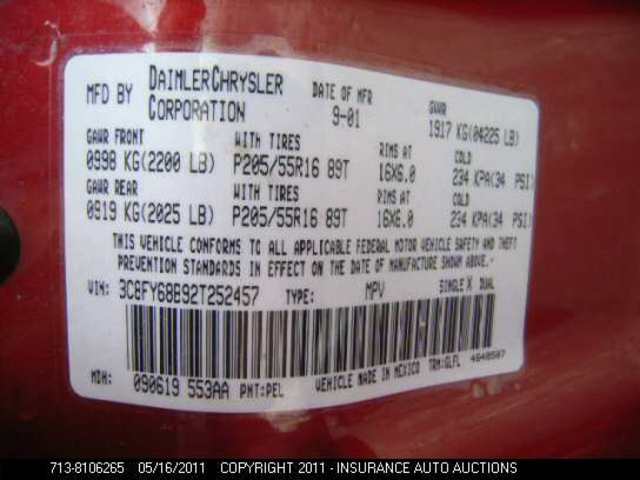 MFD BY DAIMLERCHRYSLER CORPORATION DATE OF MFR 9-01 GVWR 1917 KG(04225 LB)
GAWR FRONT WITH TIRES RIMS AT COLD
0998 KG(2200 LB) P205/55R16 89T 16X6.0 234 KPA(34 PSI)
GAWR REAR WITH TIRES RIMS AT COLD
0919 KG(2025 LB) P205/55R16 89T 16X6.0 234 KPA(34 PSI)
THIS VEHICLE CONFORMS TO ALL APPLICABLE FEDERAL MOTOR VEHICLE SAFETY AND THEFT
PREVENTION STANDARDS IN EFFECT ON THE DATE OF MANUFACTURE SHOWN ABOVE.
VIN: 3C8FY68B92T252457 TYPE: MPV SINGLE X DUAL
MDH: 090619 553AA PNT:PEL VEHICLE MADE IN MEXICO TRM:GLFL 4648507
713-8106265 05/16/2011 COPYRIGHT 2011 - INSURANCE AUTO AUCTIONS